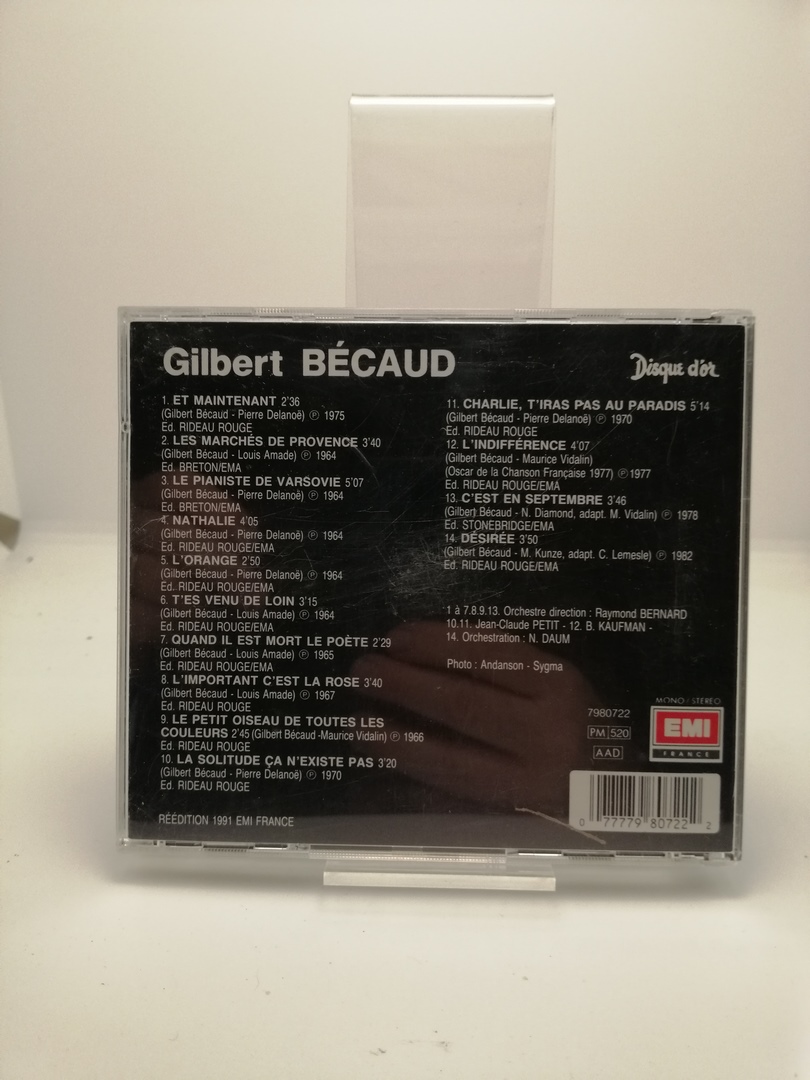 Gilbert BÉCAUD
Disque d'or
1. ET MAINTENANT 2'36
(Gilbert Bécaud - Pierre Delanoë) ℗ 1975
Ed. RIDEAU ROUGE
2. LES MARCHÉS DE PROVENCE 3'40
(Gilbert Bécaud - Louis Amade) ℗ 1964
Ed. BRETON/EMA
3. LE PIANISTE DE VARSOVIE 5'07
(Gilbert Bécaud - Pierre Delanoë) ℗ 1964
Ed. BRETON/EMA
4. NATHALIE 4'05
(Gilbert Bécaud - Pierre Delanoë) ℗ 1964
Ed. RIDEAU ROUGE/EMA
5. L'ORANGE 2'50
(Gilbert Bécaud - Pierre Delanoë) ℗ 1964
Ed. RIDEAU ROUGE/EMA
6. T'ES VENU DE LOIN 3'15
(Gilbert Bécaud - Louis Amade) ℗ 1964
Ed. RIDEAU ROUGE/EMA
7. QUAND IL EST MORT LE POÈTE 2'29
(Gilbert Bécaud - Louis Amade) ℗ 1965
Ed. RIDEAU ROUGE/EMA
8. L'IMPORTANT C'EST LA ROSE 3'40
(Gilbert Bécaud - Louis Amade) ℗ 1967
Ed. RIDEAU ROUGE
9. LE PETIT OISEAU DE TOUTES LES
COULEURS 2'45 (Gilbert Bécaud -Maurice Vidalin) ℗ 1966
Ed. RIDEAU ROUGE
10. LA SOLITUDE ÇA N'EXISTE PAS 3'20
(Gilbert Bécaud - Pierre Delanoë) ℗ 1970
Ed. RIDEAU ROUGE
RÉÉDITION 1991 EMI FRANCE
11. CHARLIE, T'IRAS PAS AU PARADIS 5'14
(Gilbert Bécaud - Pierre Delanoë) ℗ 1970
Ed. RIDEAU ROUGE
12. L'INDIFFÉRENCE 4'07
(Gilbert Bécaud - Maurice Vidalin)
(Oscar de la Chanson Française 1977) ℗ 1977
Ed. RIDEAU ROUGE/EMA
13. C'EST EN SEPTEMBRE 3'46
(Gilbert Bécaud - N. Diamond, adapt. M. Vidalin) ℗ 1978
Ed. STONEBRIDGE/EMA
14. DÉSIRÉE 3'50
(Gilbert Bécaud - M. Kunze, adapt. C. Lemesle) ℗ 1982
Ed. RIDEAU ROUGE/EMA
1 à 7.8.9.13. Orchestre direction : Raymond BERNARD
10.11. Jean-Claude PETIT - 12. B. KAUFMAN -
14. Orchestration : N. DAUM
Photo : Andanson - Sygma
MONO · STEREO
7980722
PM 520
AAD
EMI
FRANCE
0 77779 80722 2